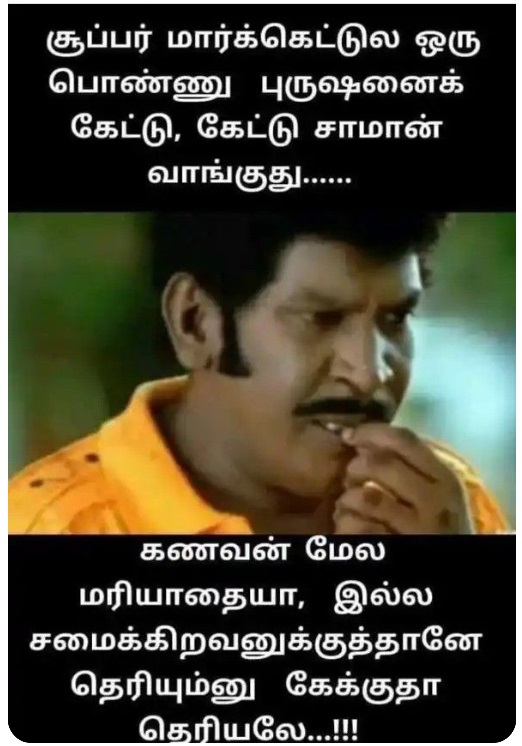 சூப்பர் மார்க்கெட்டுல ஒரு
பொண்ணு புருஷனைக்
கேட்டு, கேட்டு சாமான்
வாங்குது......
கணவன் மேல
மரியாதையா, இல்ல
சமைக்கிறவனுக்குத்தானே
தெரியும்னு கேக்குதா
தெரியலே...!!!